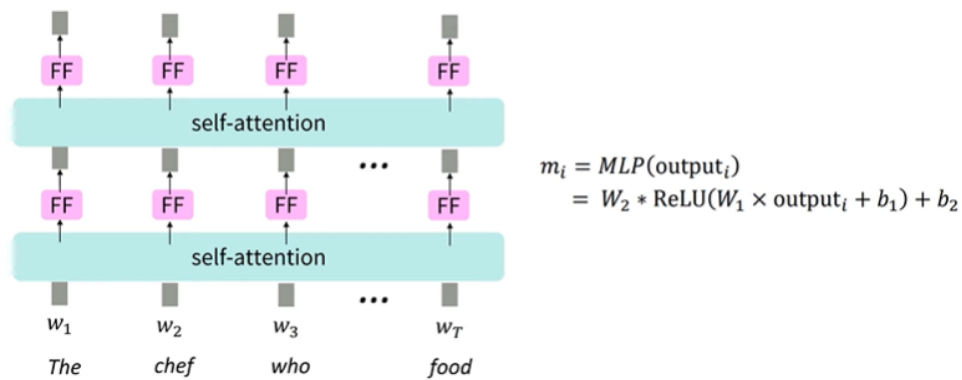 FF FF FF FF
self-attention
...
FF FF FF FF
self-attention
...
w₁ w₂ w₃ w_T
The chef who food
mᵢ = MLP(outputᵢ)
= W₂ * ReLU(W₁ × outputᵢ + b₁) + b₂